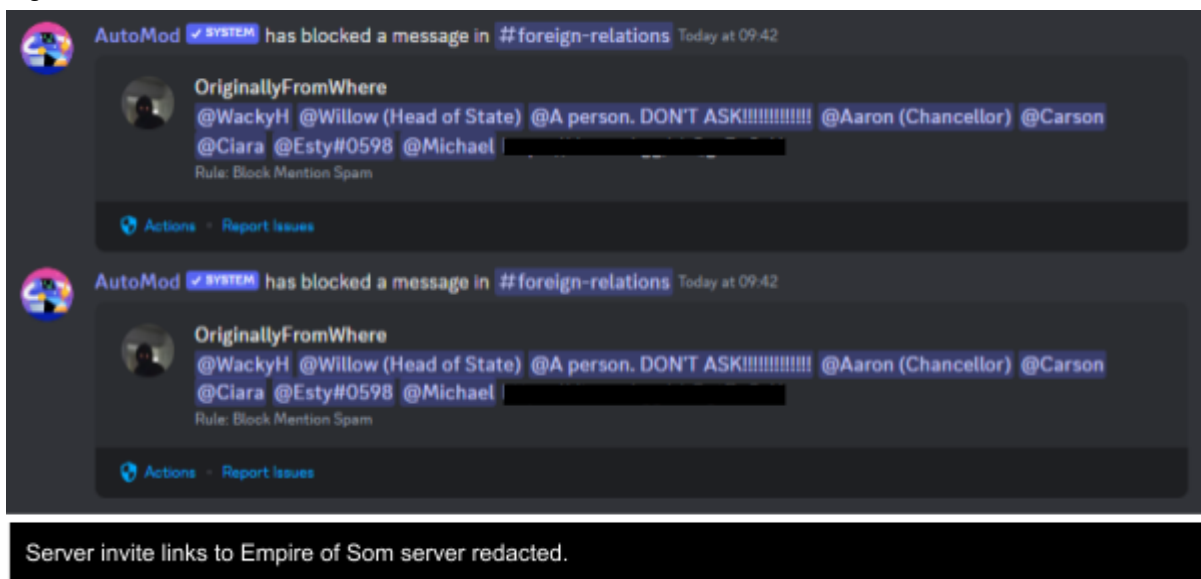 AutoMod ✓ SYSTEM has blocked a message in #foreign-relations Today at 09:42
OriginallyFromWhere
@WackyH @Willow (Head of State) @A person. DON'T ASK!!!!!!!!!!!!! @Aaron (Chancellor) @Carson
@Ciara @Esty#0598 @Michael
Rule: Block Mention Spam
Actions • Report Issues
AutoMod ✓ SYSTEM has blocked a message in #foreign-relations Today at 09:42
OriginallyFromWhere
@WackyH @Willow (Head of State) @A person. DON'T ASK!!!!!!!!!!!!! @Aaron (Chancellor) @Carson
@Ciara @Esty#0598 @Michael
Rule: Block Mention Spam
Actions • Report Issues
Server invite links to Empire of Som server redacted.